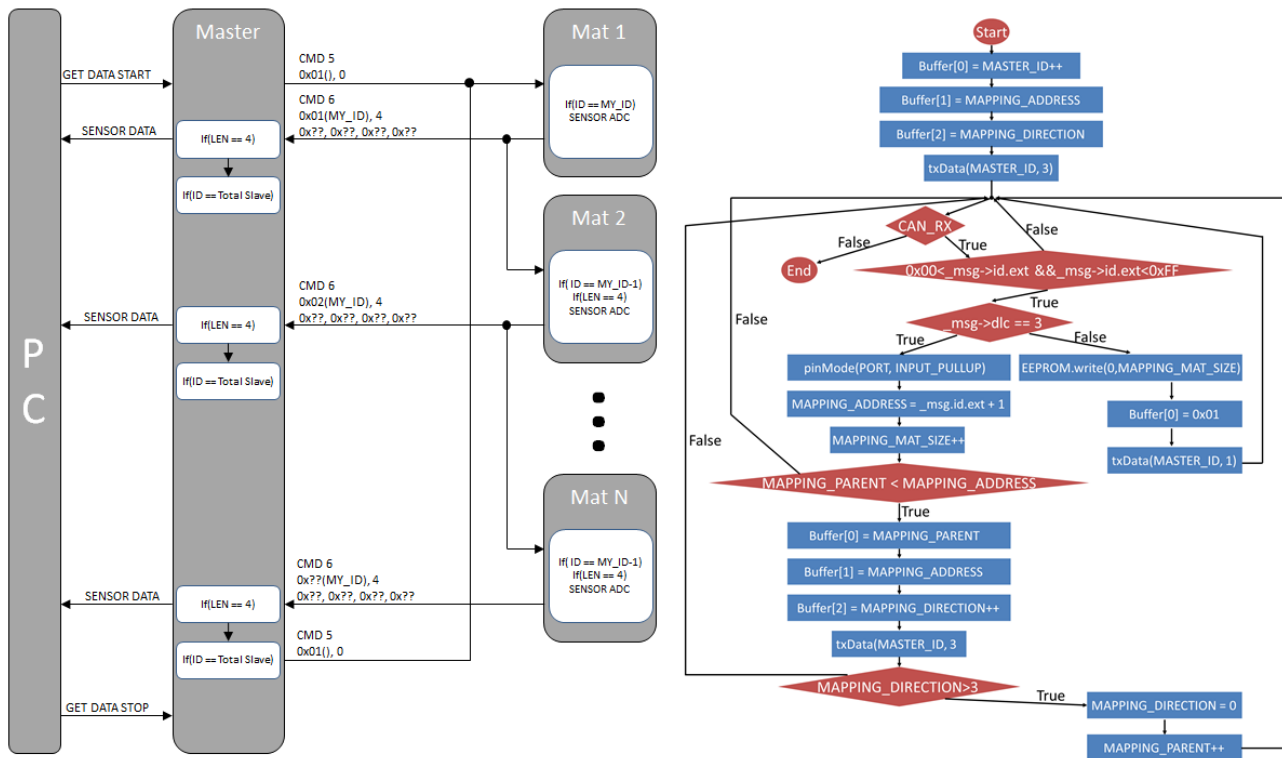 P
C
Master
Mat 1
GET DATA START
CMD 5
0x01(), 0
CMD 6
0x01(MY_ID), 4
0x??, 0x??, 0x??, 0x??
If(ID == MY_ID)
SENSOR ADC
SENSOR DATA
If(LEN == 4)
If(ID == Total Slave)
Mat 2
If( ID == MY_ID-1)
If(LEN == 4)
SENSOR ADC
CMD 6
0x02(MY_ID), 4
0x??, 0x??, 0x??, 0x??
SENSOR DATA
If(LEN == 4)
If(ID == Total Slave)
Mat N
If( ID == MY_ID-1)
If(LEN == 4)
SENSOR ADC
CMD 6
0x??(MY_ID), 4
0x??, 0x??, 0x??, 0x??
SENSOR DATA
If(LEN == 4)
CMD 5
0x01(), 0
If(ID == Total Slave)
GET DATA STOP
Start
Buffer[0] = MASTER_ID++
Buffer[1] = MAPPING_ADDRESS
Buffer[2] = MAPPING_DIRECTION
txData(MASTER_ID, 3)
CAN_RX
False
True
False
End
0x00<_msg->id.ext &&_msg->id.ext<0xFF
True
False
_msg->dlc == 3
True
False
pinMode(PORT, INPUT_PULLUP)
EEPROM.write(0,MAPPING_MAT_SIZE)
MAPPING_ADDRESS = _msg.id.ext + 1
Buffer[0] = 0x01
MAPPING_MAT_SIZE++
txData(MASTER_ID, 1)
False
MAPPING_PARENT < MAPPING_ADDRESS
True
Buffer[0] = MAPPING_PARENT
Buffer[1] = MAPPING_ADDRESS
Buffer[2] = MAPPING_DIRECTION++
txData(MASTER_ID, 3
MAPPING_DIRECTION>3
True
MAPPING_DIRECTION = 0
MAPPING_PARENT++